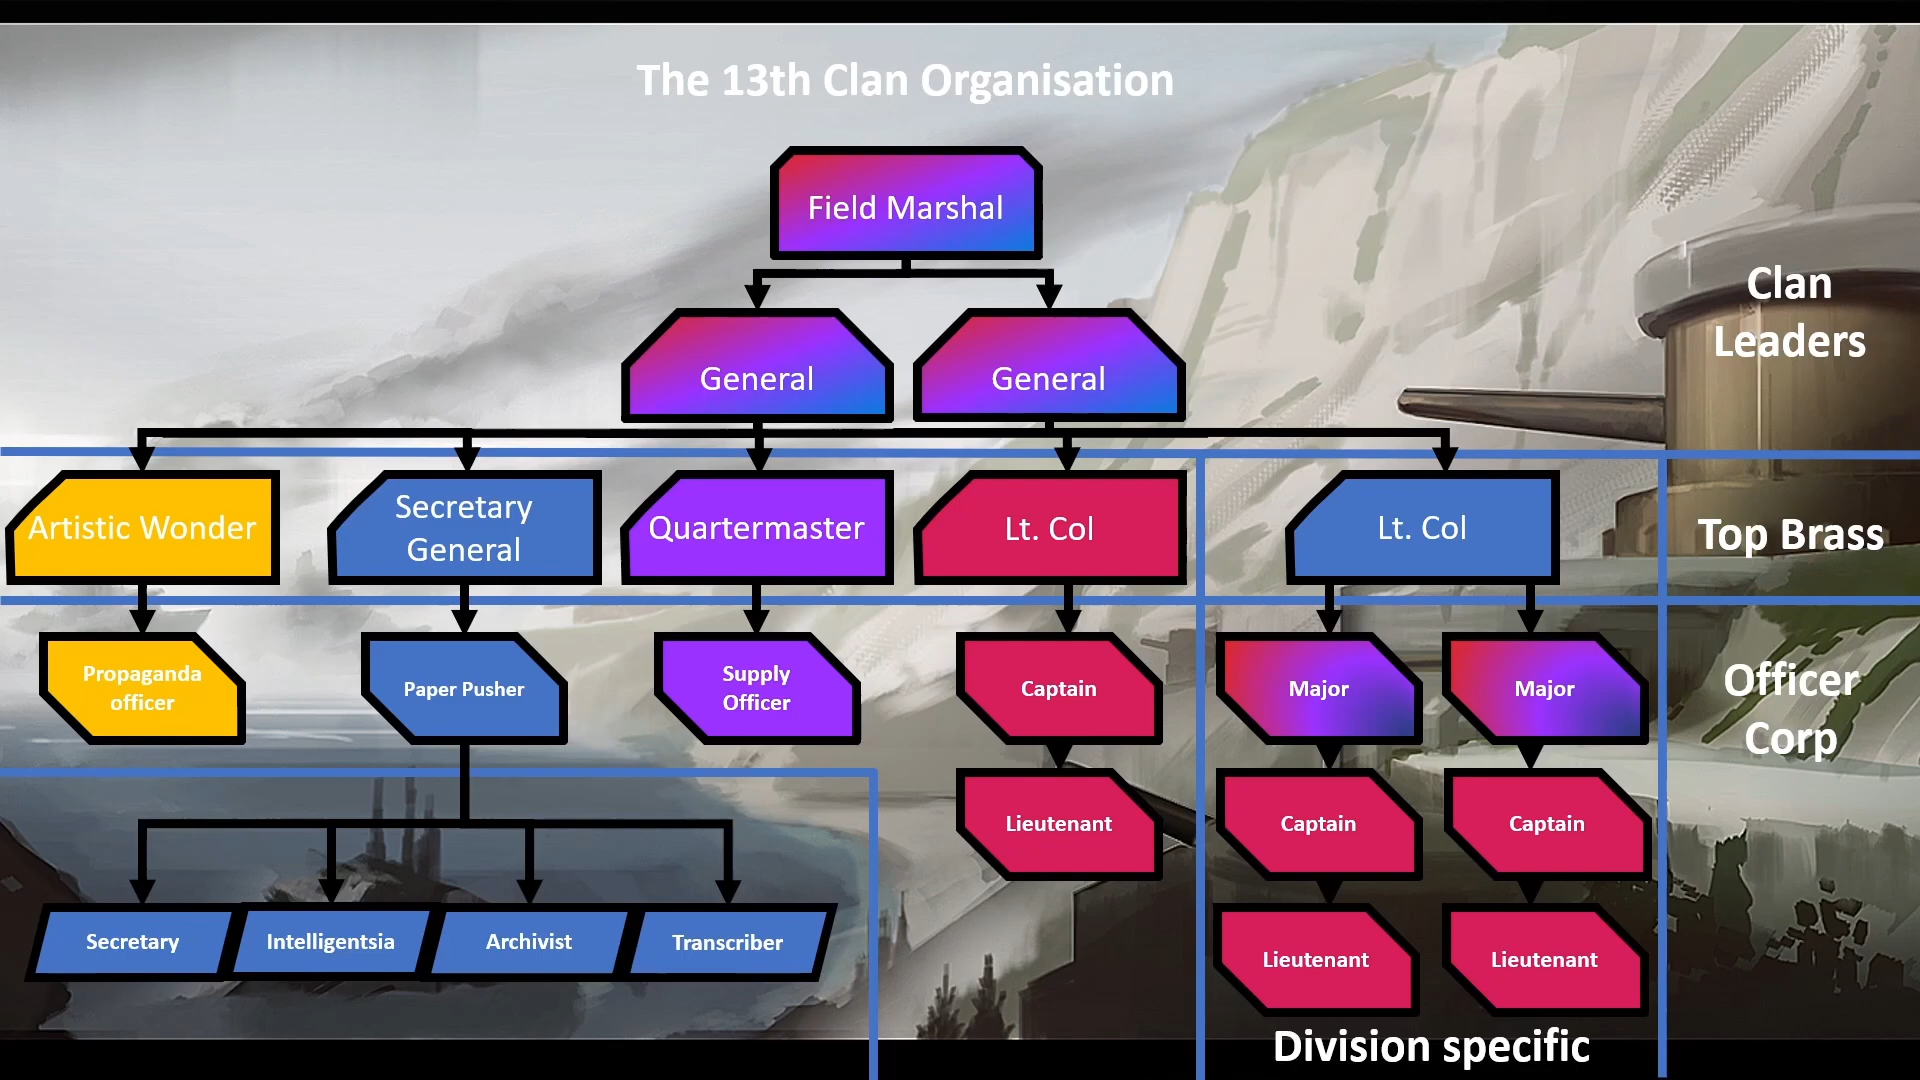 The 13th Clan Organisation
Field Marshal
Clan
Leaders
General
General
Artistic Wonder
Secretary
General
Quartermaster
Lt. Col
Lt. Col
Top Brass
Propaganda
officer
Paper Pusher
Supply
Officer
Captain
Major
Major
Officer
Corp
Lieutenant
Captain
Captain
Secretary
Intelligentsia
Archivist
Transcriber
Lieutenant
Lieutenant
Division specific